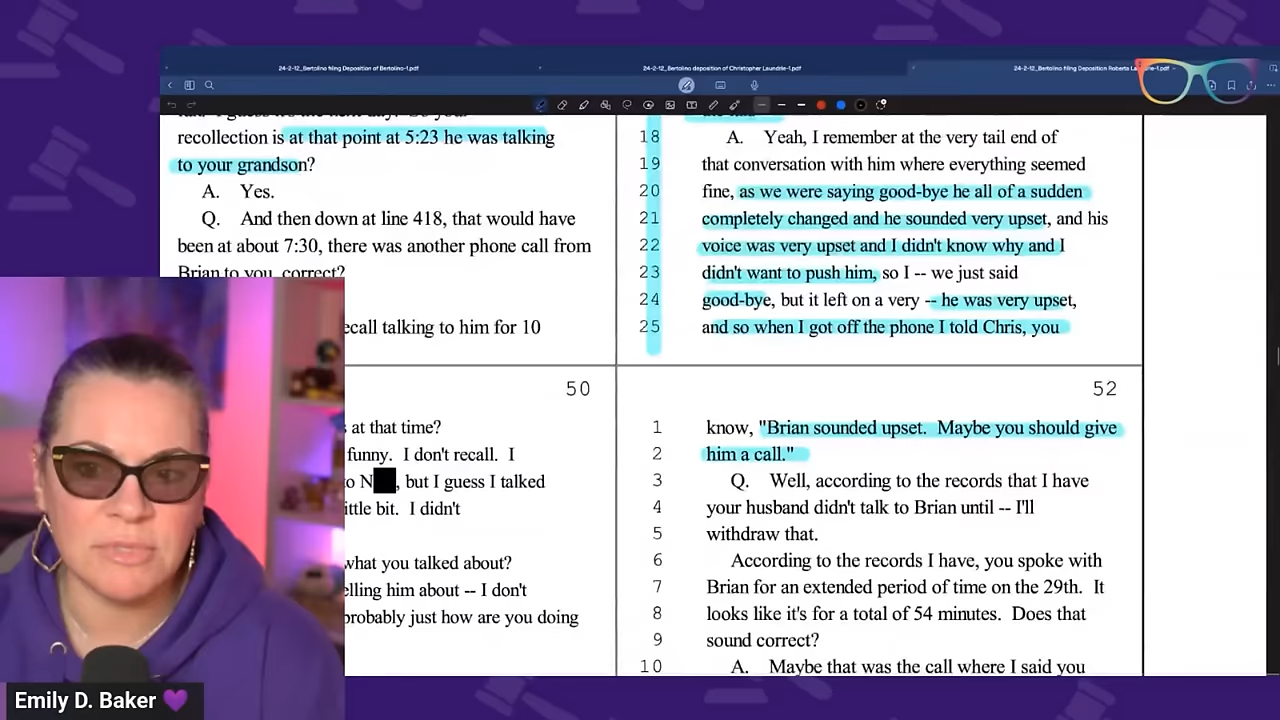 24-2-12_Bertolino filing Deposition of Bertolino-1.pdf
24-2-12_Bertolino deposition of Christopher Laundrie-1.pdf
24-2-12_Bertolino filing Deposition Roberta
recollection is at that point at 5:23 he was talking
to your grandson?
A. Yes.
Q. And then down at line 418, that would have
been at about 7:30, there was another phone call from
Brian to you, correct?
ecall talking to him for 10
50
at that time?
funny. I don't recall. I
o N , but I guess I talked
ittle bit. I didn't
what you talked about?
elling him about -- I don't
probably just how are you doing
18 A. Yeah, I remember at the very tail end of
19 that conversation with him where everything seemed
20 fine, as we were saying good-bye he all of a sudden
21 completely changed and he sounded very upset, and his
22 voice was very upset and I didn't know why and I
23 didn't want to push him, so I -- we just said
24 good-bye, but it left on a very -- he was very upset,
25 and so when I got off the phone I told Chris, you
52
1 know, "Brian sounded upset. Maybe you should give
2 him a call."
3 Q. Well, according to the records that I have
4 your husband didn't talk to Brian until -- I'll
5 withdraw that.
6 According to the records I have, you spoke with
7 Brian for an extended period of time on the 29th. It
8 looks like it's for a total of 54 minutes. Does that
9 sound correct?
10 A. Maybe that was the call where I said you
Emily D. Baker 💜